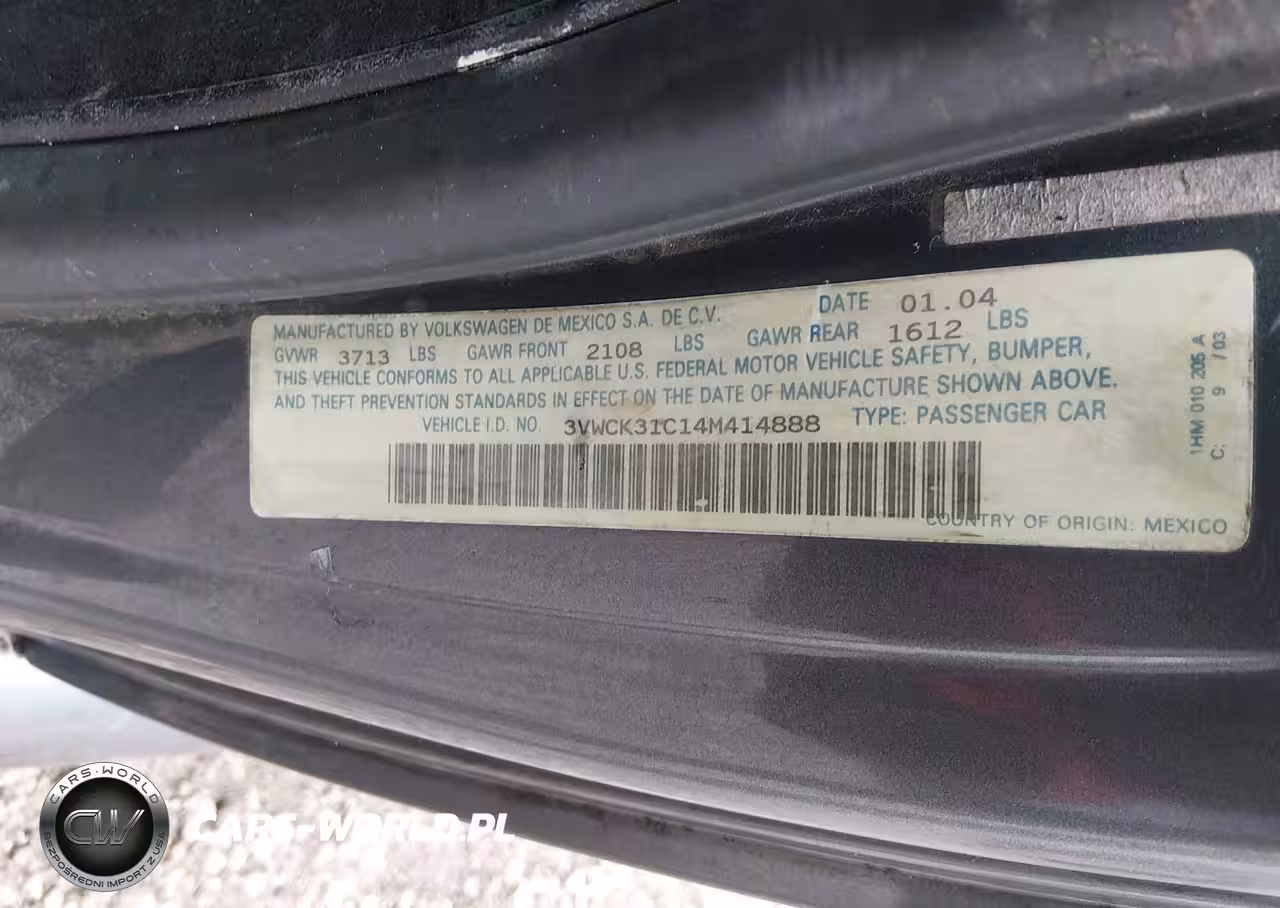 MANUFACTURED BY VOLKSWAGEN DE MEXICO S.A. DE C.V. DATE 01.04
GVWR 3713 LBS GAWR FRONT 2108 LBS GAWR REAR 1612 LBS
THIS VEHICLE CONFORMS TO ALL APPLICABLE U.S. FEDERAL MOTOR VEHICLE SAFETY, BUMPER,
AND THEFT PREVENTION STANDARDS IN EFFECT ON THE DATE OF MANUFACTURE SHOWN ABOVE.
VEHICLE I.D. NO. 3VWCK31C14M414888 TYPE: PASSENGER CAR
COUNTRY OF ORIGIN: MEXICO
1HM 010 205 A
C: 9 / 03
CARS-WORLD
CW
BEZPOŚREDNI IMPORT Z USA
CARS-WORLD.PL